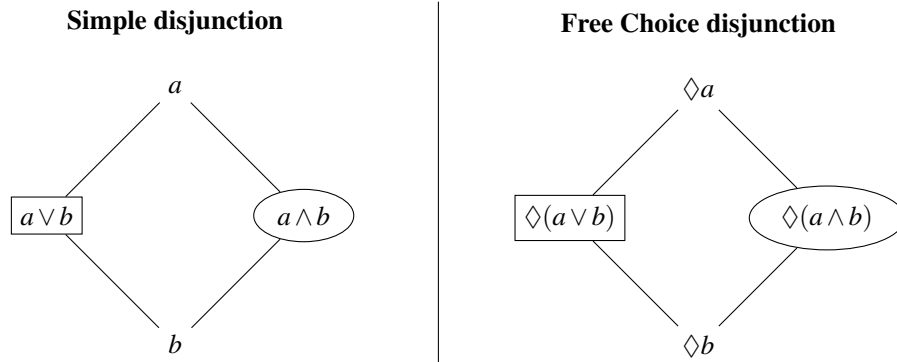 Simple disjunction
Free Choice disjunction
a
◊a
a ∨ b
a ∧ b
◊(a ∨ b)
◊(a ∧ b)
b
◊b